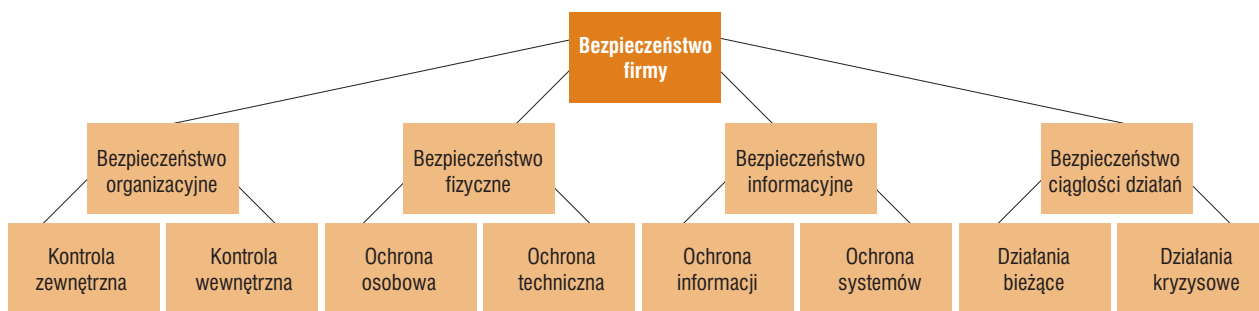 Bezpieczeństwo
firmy
Bezpieczeństwo
organizacyjne
Bezpieczeństwo
fizyczne
Bezpieczeństwo
informacyjne
Bezpieczeństwo
ciągłości działań
Kontrola
zewnętrzna
Kontrola
wewnętrzna
Ochrona
osobowa
Ochrona
techniczna
Ochrona
informacji
Ochrona
systemów
Działania
bieżące
Działania
kryzysowe